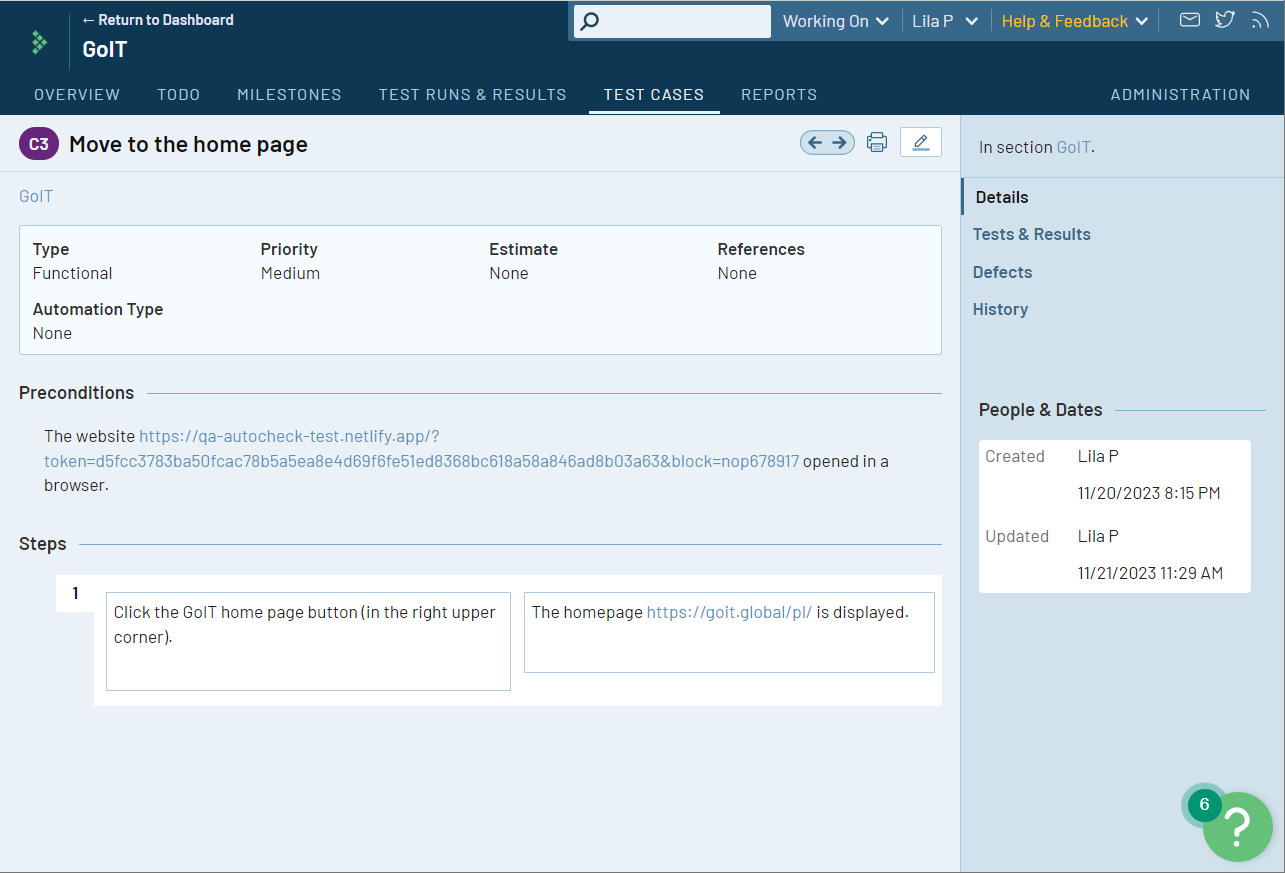 ← Return to Dashboard
GoIT
Working On
Lila P
Help & Feedback
OVERVIEW
TODO
MILESTONES
TEST RUNS & RESULTS
TEST CASES
REPORTS
ADMINISTRATION
C3
Move to the home page
GoIT
Type
Functional
Priority
Medium
Estimate
None
References
None
Automation Type
None
Preconditions
The website https://qa-autocheck-test.netlify.app/?
token=d5fcc3783ba50fcac78b5a5ea8e4d69f6fe51ed8368bc618a58a846ad8b03a63&block=nop678917 opened in a
browser.
Steps
1
Click the GoIT home page button (in the right upper
corner).
The homepage https://goit.global/pl/ is displayed.
In section GoIT.
Details
Tests & Results
Defects
History
People & Dates
Created
Lila P
11/20/2023 8:15 PM
Updated
Lila P
11/21/2023 11:29 AM
6
?